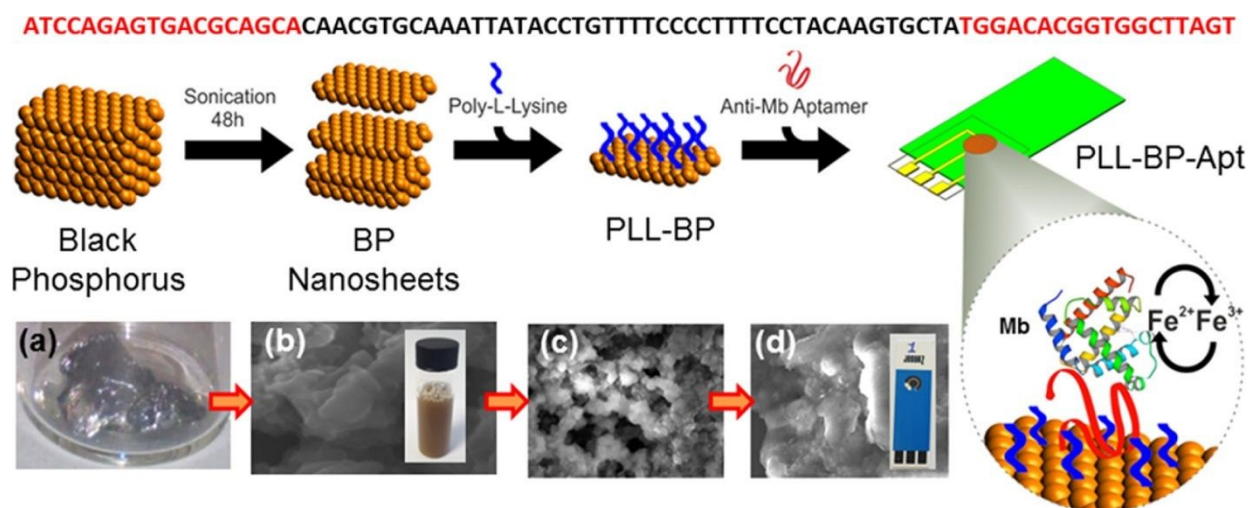 ATCCAGAGTGACGCAGCACAACGTGCAAATTATACCTGTTTTCCCCTTTTCCTACAAGTGCTATGGACACGGTGGCTTAGT
Sonication
48h
Poly-L-Lysine
Anti-Mb Aptamer
PLL-BP-Apt
Black
Phosphorus
BP
Nanosheets
PLL-BP
(a)
(b)
(c)
(d)
1
Mb
Fe²⁺Fe³⁺